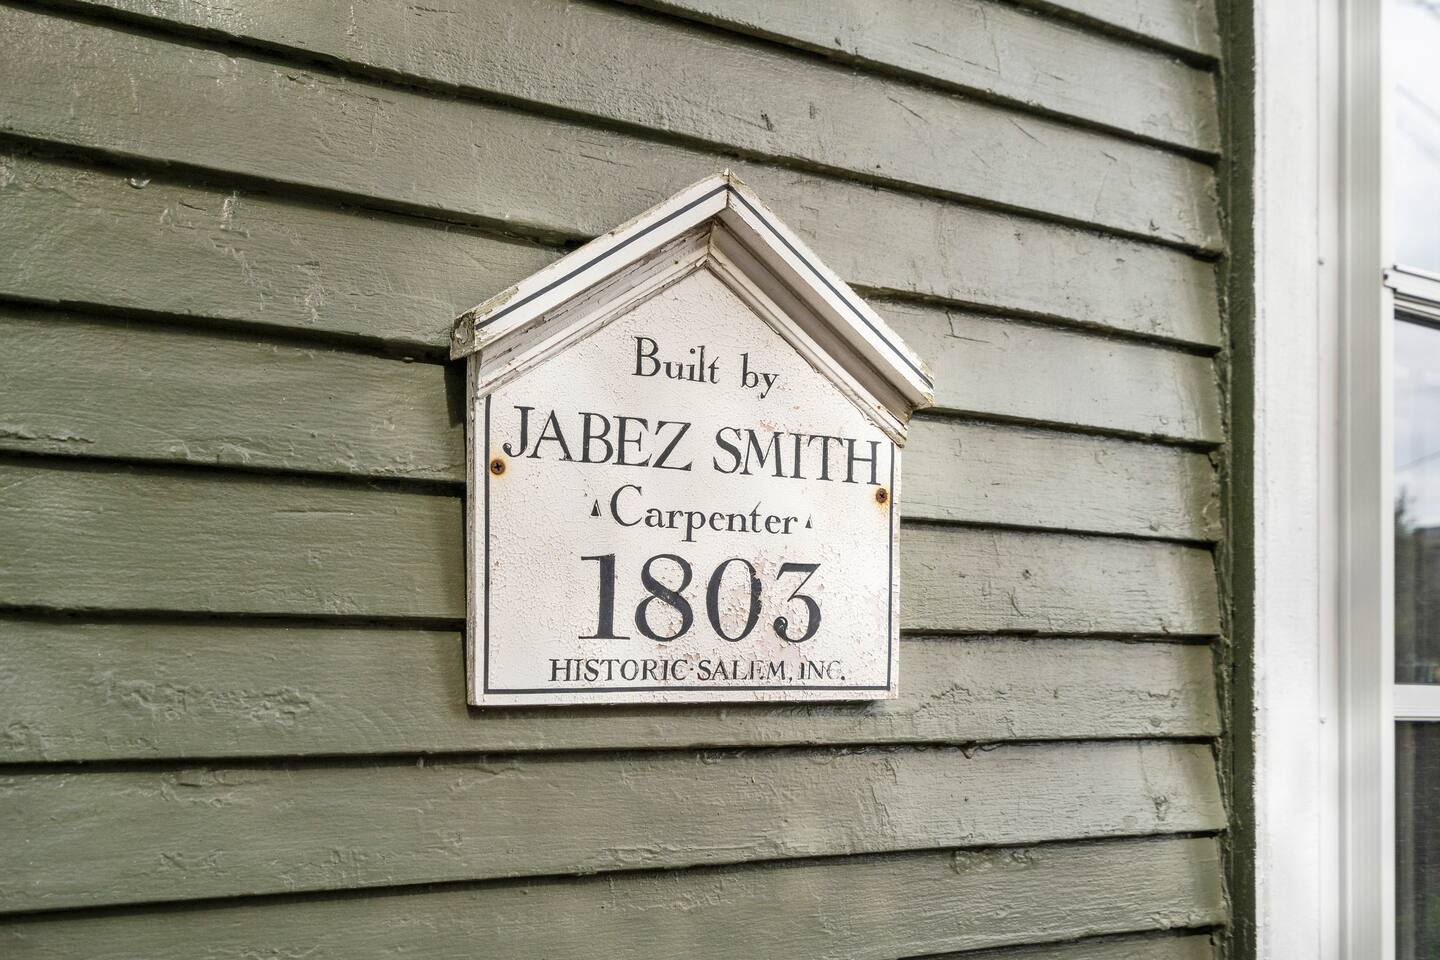 Built by
JABEZ SMITH
Carpenter
1803
HISTORIC SALEM, INC.